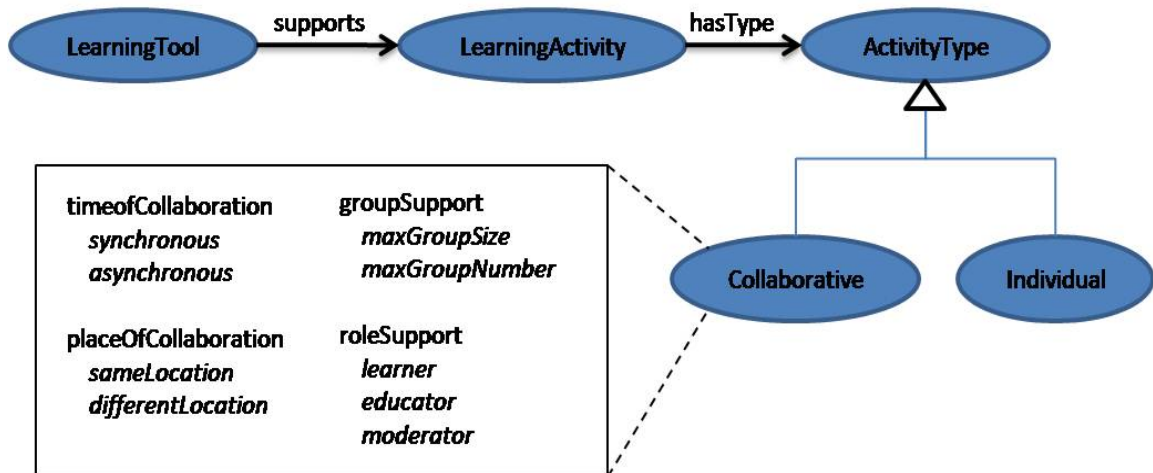 LearningTool
supports
LearningActivity
hasType
ActivityType
timeofCollaboration
synchronous
asynchronous
groupSupport
maxGroupSize
maxGroupNumber
placeOfCollaboration
sameLocation
differentLocation
roleSupport
learner
educator
moderator
Collaborative
Individual